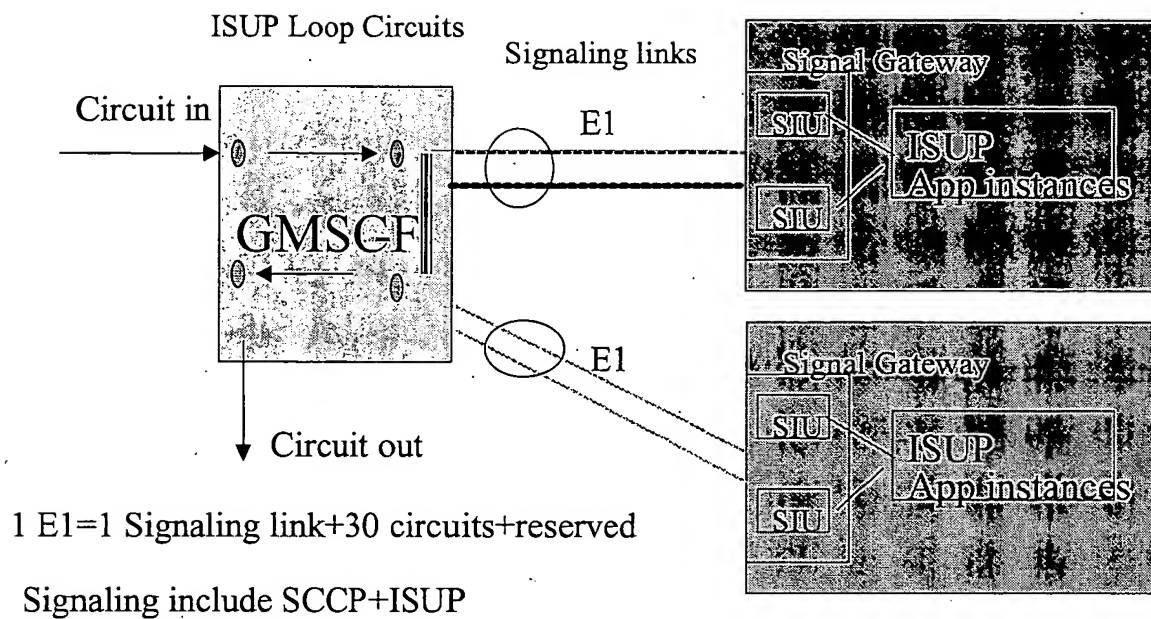 ISUP Loop Circuits
Signaling links
Circuit in
E1
GMSC-F
Signal Gateway
SIU
ISUP
App instances
SIU
E1
Signal Gateway
SIU
ISUP
App instances
SIU
Circuit out
1 E1=1 Signaling link+30 circuits+reserved
Signaling include SCCP+ISUP